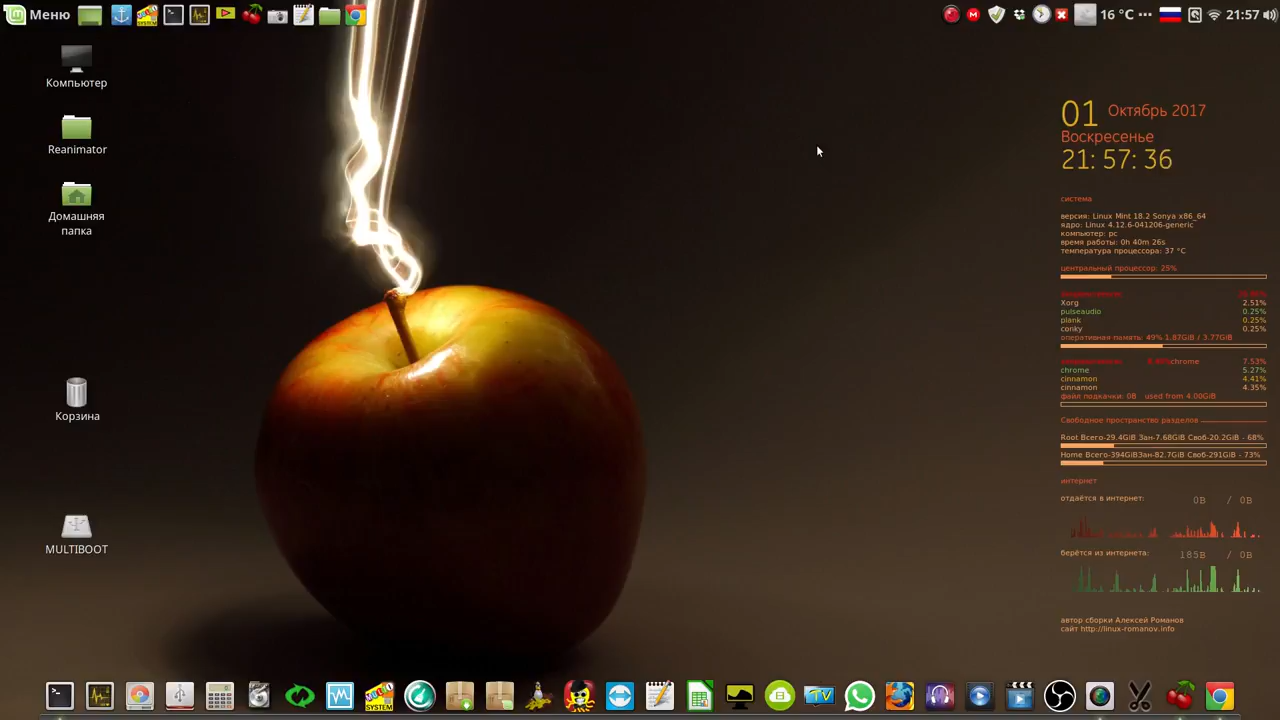 Меню
16 °C
21:57
Компьютер
Reanimator
Домашняя
папка
Корзина
MULTIBOOT
01 Октябрь 2017
Воскресенье
21: 57: 36
система
версия: Linux Mint 18.2 Sonya x86_64
ядро: Linux 4.12.6-041206-generic
компьютер: pc
время работы: 0h 40m 26s
температура процессора: 37 °C
центральный процессор: 25%
Xorg 2,51%
pulseaudio 0.25%
plank 0.25%
conky 0.25%
оперативная память: 49% 1.87GiB / 3.77GiB
chrome 7.53%
chrome 5.27%
cinnamon 4.41%
cinnamon 4.35%
файл подкачки: 0B used from 4.00GiB
Свободное пространство разделов
Root Всего-29.4GiB Зан-7.68GiB Своб-20.2GiB - 68%
Home Всего-394GiBЗан-82.7GiB Своб-291GiB - 73%
интернет
отдаётся в интернет: 0B / 0B
берётся из интернета: 185B / 0B
автор сборки Алексей Романов
сайт http://linux-romanov.info
TV